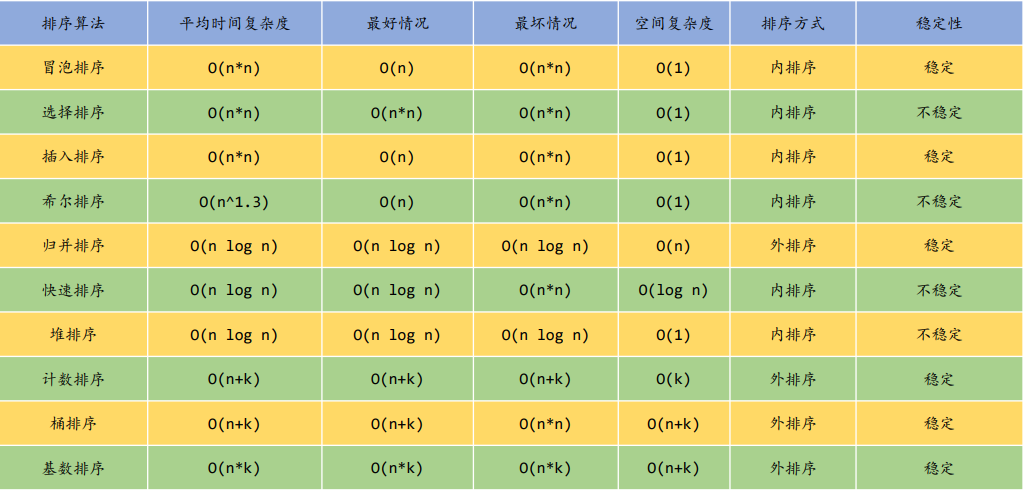 排序算法 平均时间复杂度 最好情况 最坏情况 空间复杂度 排序方式 稳定性
冒泡排序 O(n*n) O(n) O(n*n) O(1) 内排序 稳定
选择排序 O(n*n) O(n*n) O(n*n) O(1) 内排序 不稳定
插入排序 O(n*n) O(n) O(n*n) O(1) 内排序 稳定
希尔排序 O(n^1.3) O(n) O(n*n) O(1) 内排序 不稳定
归并排序 O(n log n) O(n log n) O(n log n) O(n) 外排序 稳定
快速排序 O(n log n) O(n log n) O(n*n) O(log n) 内排序 不稳定
堆排序 O(n log n) O(n log n) O(n log n) O(1) 内排序 不稳定
计数排序 O(n+k) O(n+k) O(n+k) O(k) 外排序 稳定
桶排序 O(n+k) O(n+k) O(n*n) O(n+k) 外排序 稳定
基数排序 O(n*k) O(n*k) O(n*k) O(n+k) 外排序 稳定